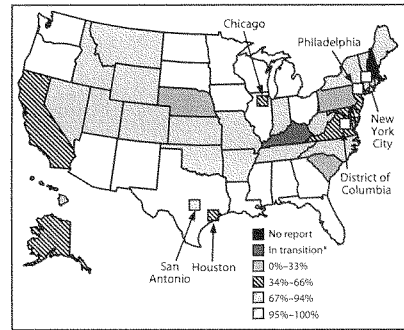 Chicago
Philadelphia
New
York
City
District of
Columbia
San
Antonio
Houston
No report
In transition*
0%–33%
34%–66%
67%–94%
95%–100%